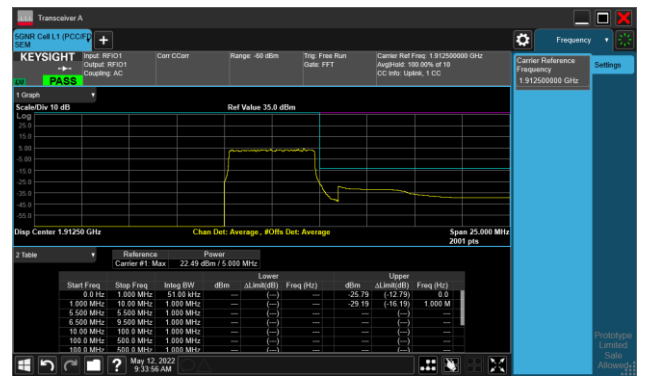 Transceiver A
5GNR Cell L1 (PCC/FD
SEM
Frequency
KEYSIGHT
PASS
Input: RFIO1
Output: RFIO1
Coupling: AC
Corr CCorr
Range: -60 dBm
Trig: Free Run
Gate: FFT
Carrier Ref Freq: 1.912500000 GHz
Avg|Hold: 100.00% of 10
CC Info: Uplink, 1 CC
Carrier Reference
Frequency
1.912500000 GHz
Settings
1 Graph
Scale/Div 10 dB
Ref Value 35.0 dBm
Log
25.0
15.0
5.00
-5.00
-15.0
-25.0
-35.0
-45.0
-55.0
Disp Center 1.91250 GHz
Chan Det: Average, #Offs Det: Average
Span 25.000 MHz
2001 pts
2 Table
Reference Power
Carrier #1: Max 22.49 dBm / 5.000 MHz
Lower Upper
Start Freq Stop Freq Integ BW dBm ΔLimit(dB) Freq (Hz) dBm ΔLimit(dB) Freq (Hz)
0.0 Hz 1.000 MHz 51.00 kHz --- (---) --- -25.79 (-12.79) 0.0
1.000 MHz 10.00 MHz 1.000 MHz --- (---) --- -29.19 (-16.19) 1.000 M
5.500 MHz 5.500 MHz 1.000 MHz --- (---) --- --- (---) ---
6.500 MHz 9.500 MHz 1.000 MHz --- (---) --- --- (---) ---
10.00 MHz 100.0 MHz 1.000 MHz --- (---) --- --- (---) ---
100.0 MHz 500.0 MHz 1.000 MHz --- (---) --- --- (---) ---
100.0 MHz 500.0 MHz 1.000 MHz --- (---) --- --- (---) ---
May 12, 2022
9:33:56 AM
Prototype
Limited
Sale
Allowed